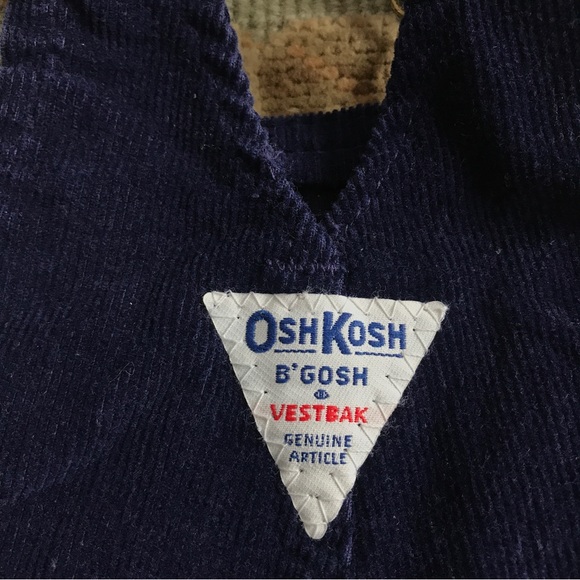 OSHKOSH
B'GOSH
VESTBAK
GENUINE
ARTICLE